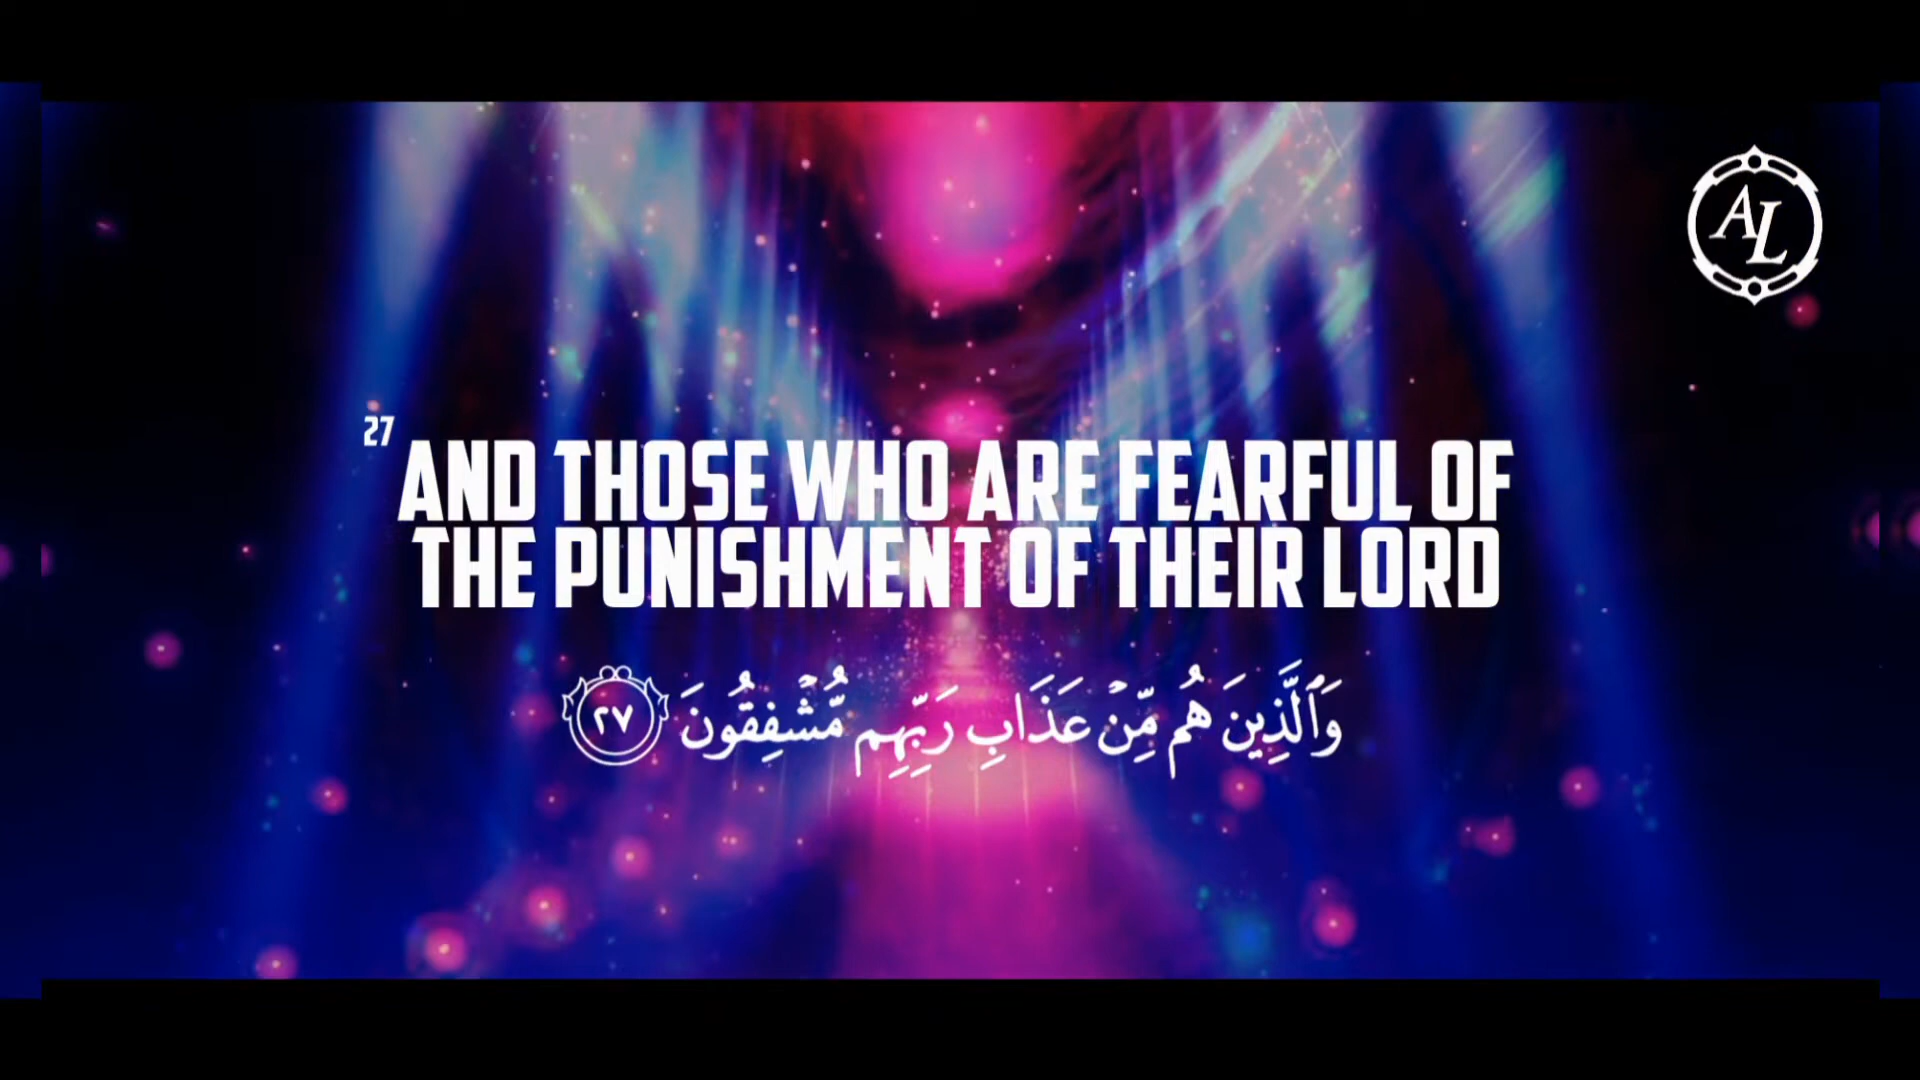 AL
27
AND THOSE WHO ARE FEARFUL OF
THE PUNISHMENT OF THEIR LORD
وَٱلَّذِينَ هُم مِّنۡ عَذَابِ رَبِّهِم مُّشۡفِقُونَ ٢٧